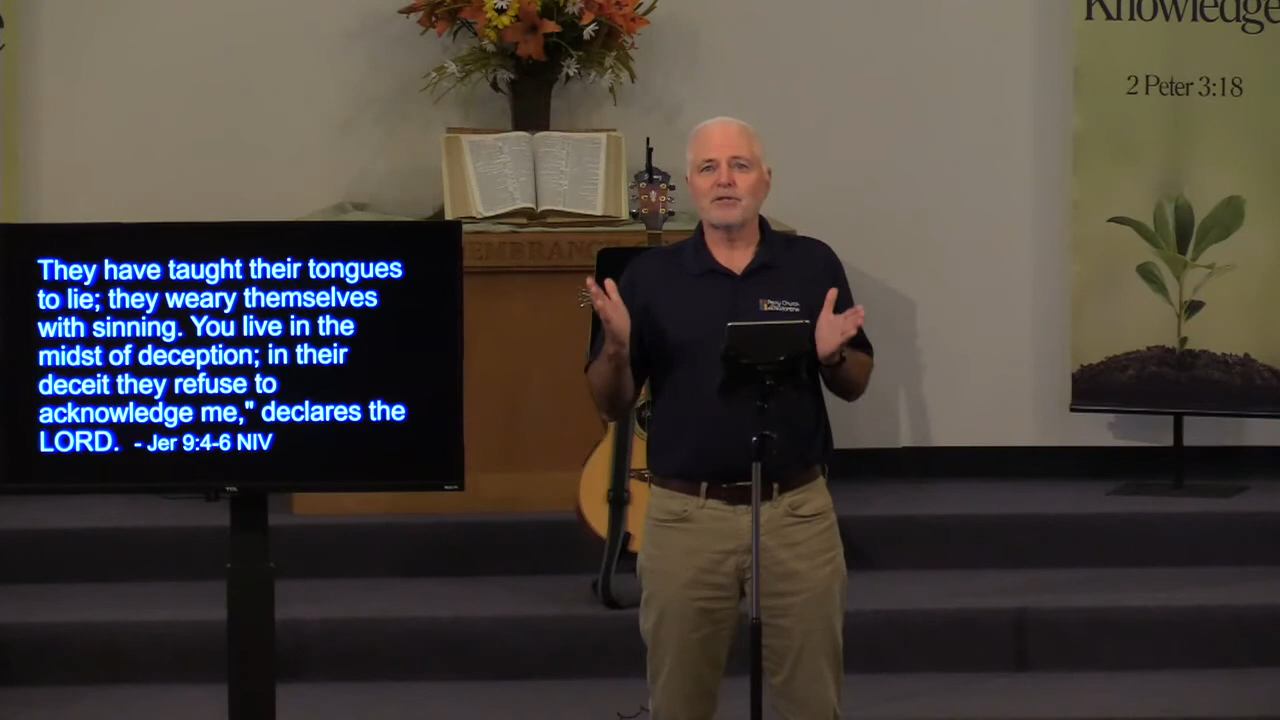 Knowledge
2 Peter 3:18
EMBRANC
They have taught their tongues
to lie; they weary themselves
with sinning. You live in the
midst of deception; in their
deceit they refuse to
acknowledge me," declares the
LORD. - Jer 9:4-6 NIV
TCL